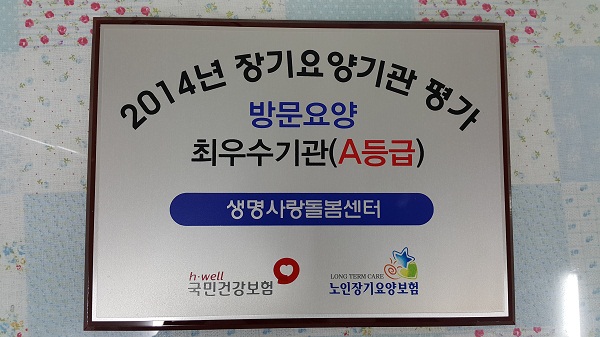 2014년 장기요양기관 평가
방문요양
최우수기관(A등급)
생명사랑돌봄센터
h·well
국민건강보험
LONG TERM CARE
노인장기요양보험